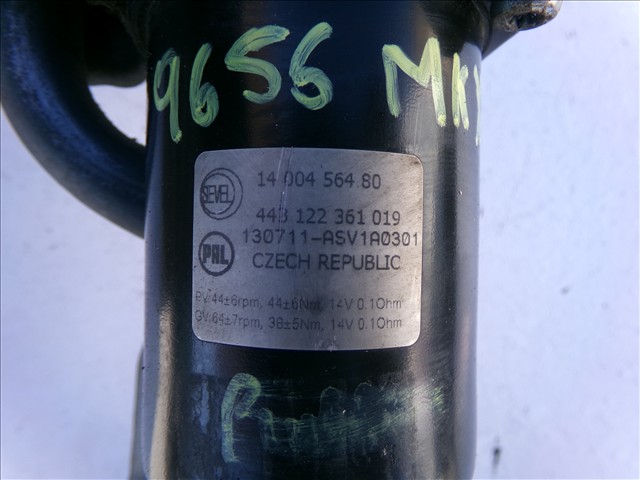 9656 MKY
SEVEL 14 004 564 80
443 122 361 019
130711-ASV1A0301
PAL CZECH REPUBLIC
PV:44±6rpm, 44±6Nm, 14V 0.1Ohm
GV:64±7rpm, 38±5Nm, 14V 0.1Ohm